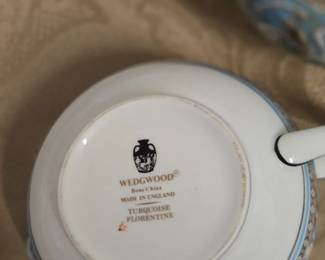 WEDGWOOD®
Bone China
MADE IN ENGLAND
TURQUOISE
FLORENTINE